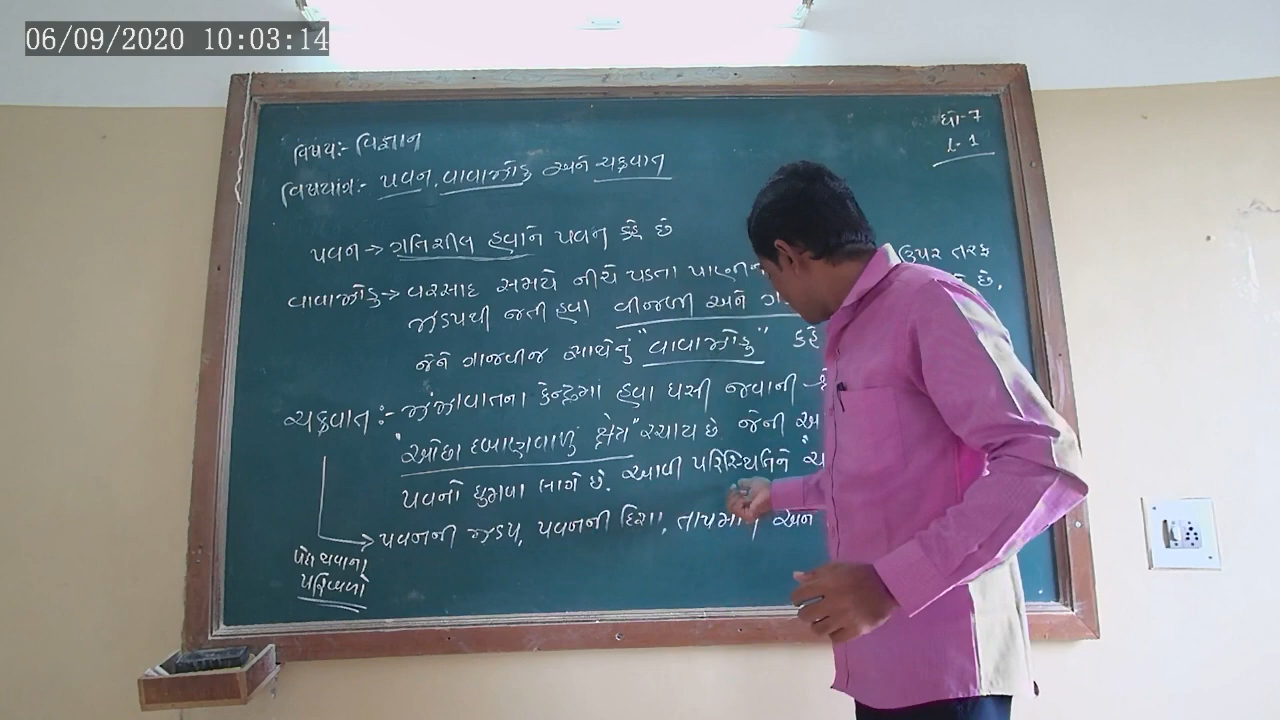 06/09/2020 10:03:14
ધો-7
L-1
વિષય:- વિજ્ઞાન
વિષયાંગ:- પવન, વાવાઝોડુ અને ચક્રવાત
પવન → ગતિશીલ હવાને પવન કહે છે
વાવાઝોડુ → વરસાદ સમયે નીચે પડતા પાણીન ઉપર તરફ
ઝડપથી જતી હવા વીજળી અને છે.
જેને ગાજવીજ સાથેનું "વાવાઝોડુ" કહે
ચક્રવાત:- ઝંઝાવાતના કેન્દ્રમાં હવા ધસી જવાની
"ઓછા દબાણવાળું ક્ષેત્ર" રચાય છે જેની આ
પવનો ઘુમવા લાગે છે. આવી પરિસ્થિતિને "ચ
પવનની ઝડપ, પવનની દિશા, તાપમાન અન
પેદા થવાના
પરિબળો